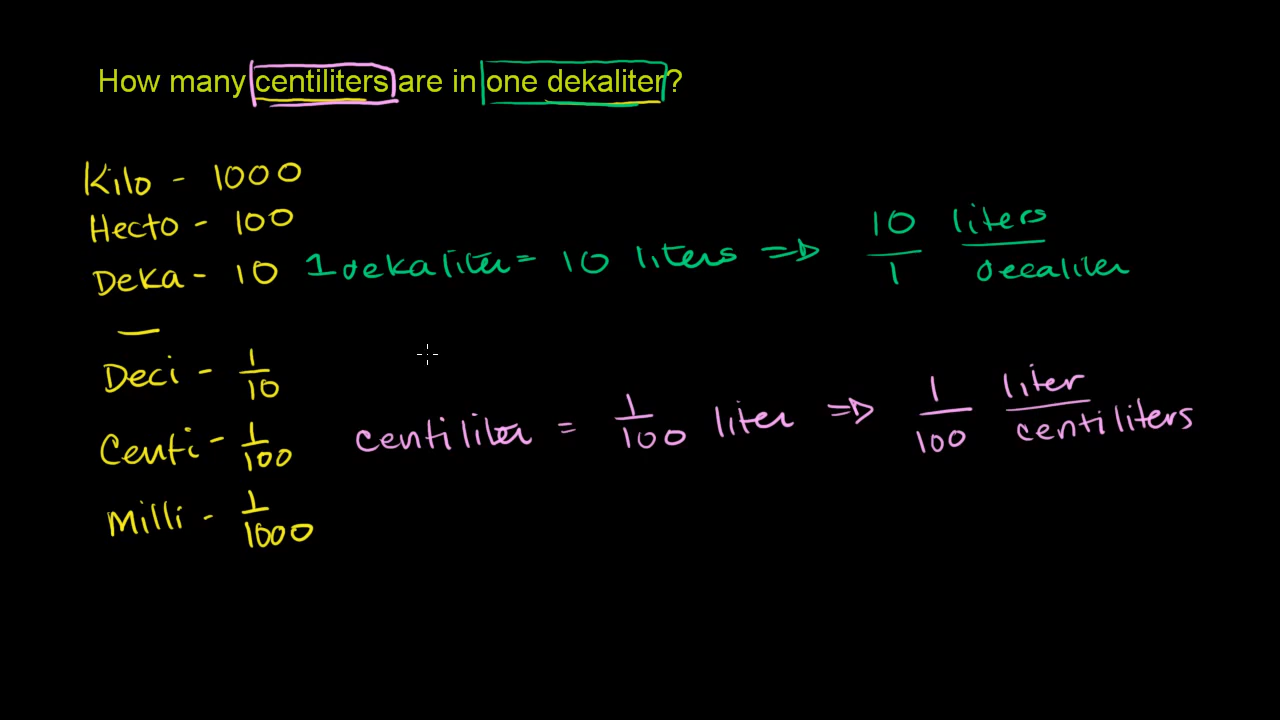 How many centiliters are in one dekaliter?
Kilo - 1000
Hecto - 100
Deka - 10 1 dekaliter = 10 liters ⇒ 10/1 liters/decaliter
Deci - 1/10
Centi - 1/100 centiliter = 1/100 liter ⇒ 1/100 liter/centiliters
Milli - 1/1000